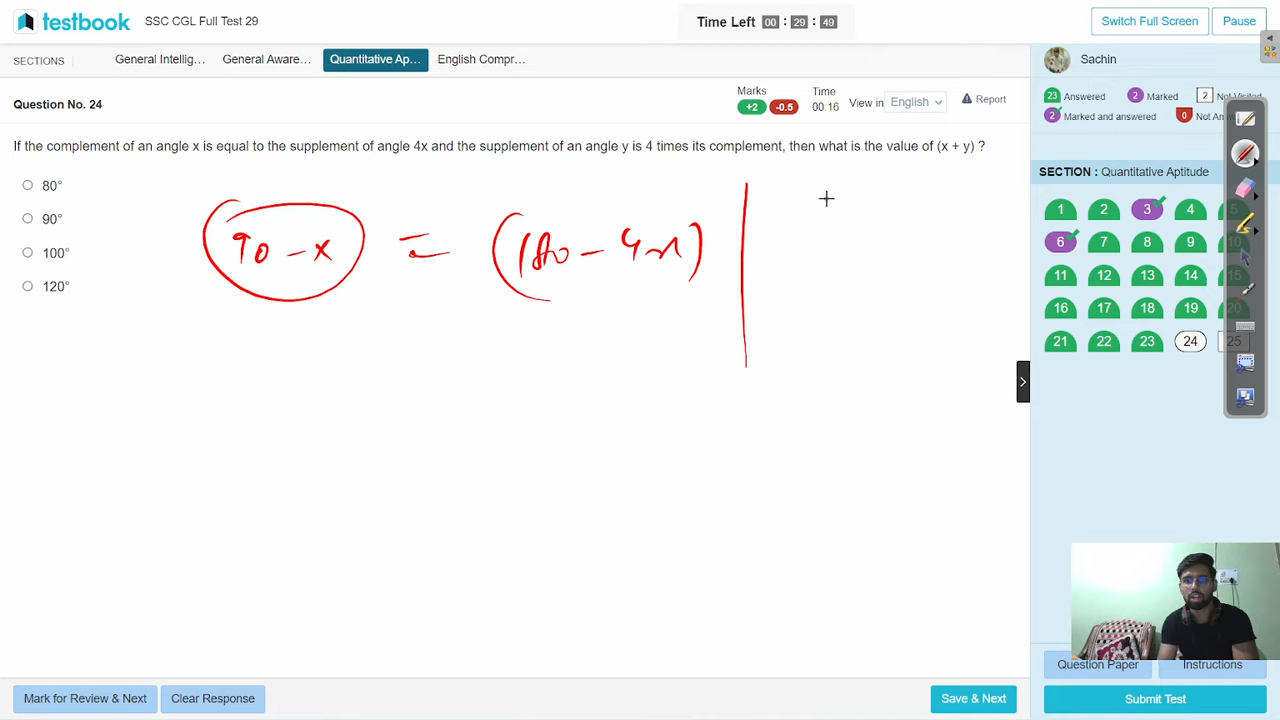 testbook
SSC CGL Full Test 29
Time Left 00 : 29 : 49
Switch Full Screen
Pause
SECTIONS
General Intellig...
General Aware...
Quantitative Ap...
English Compr...
Sachin
Question No. 24
Marks
+2 -0.5
Time
00:16
View in English
Report
23 Answered
2 Marked
2 Not Visited
2 Marked and answered
0 Not An
If the complement of an angle x is equal to the supplement of angle 4x and the supplement of an angle y is 4 times its complement, then what is the value of (x + y) ?
80°
90°
100°
120°
90 - x = (180 - 4x)
SECTION : Quantitative Aptitude
1 2 3 4 5
6 7 8 9 10
11 12 13 14 15
16 17 18 19 20
21 22 23 24 25
Question Paper
Instructions
Mark for Review & Next
Clear Response
Save & Next
Submit Test